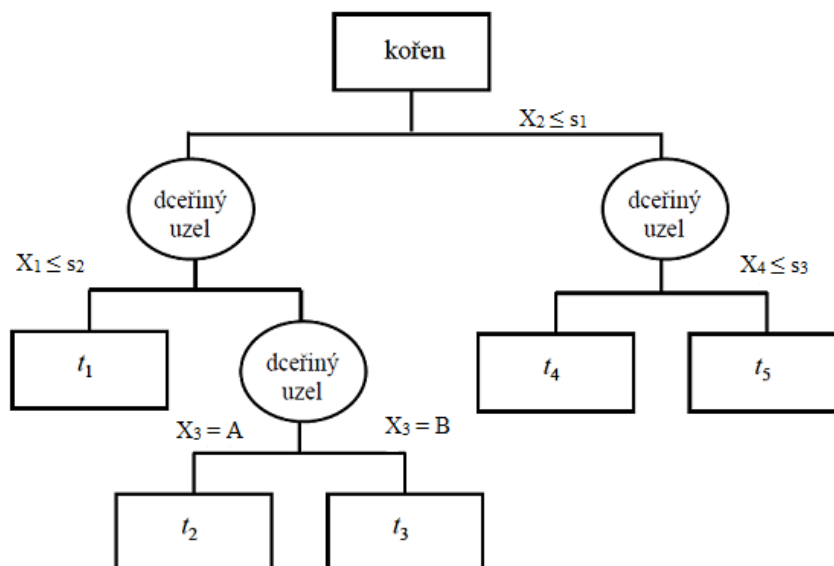 kořen
X₂ ≤ s₁
dceřiný
uzel
dceřiný
uzel
X₁ ≤ s₂
X₄ ≤ s₃
t₁
dceřiný
uzel
t₄
t₅
X₃ = A
X₃ = B
t₂
t₃